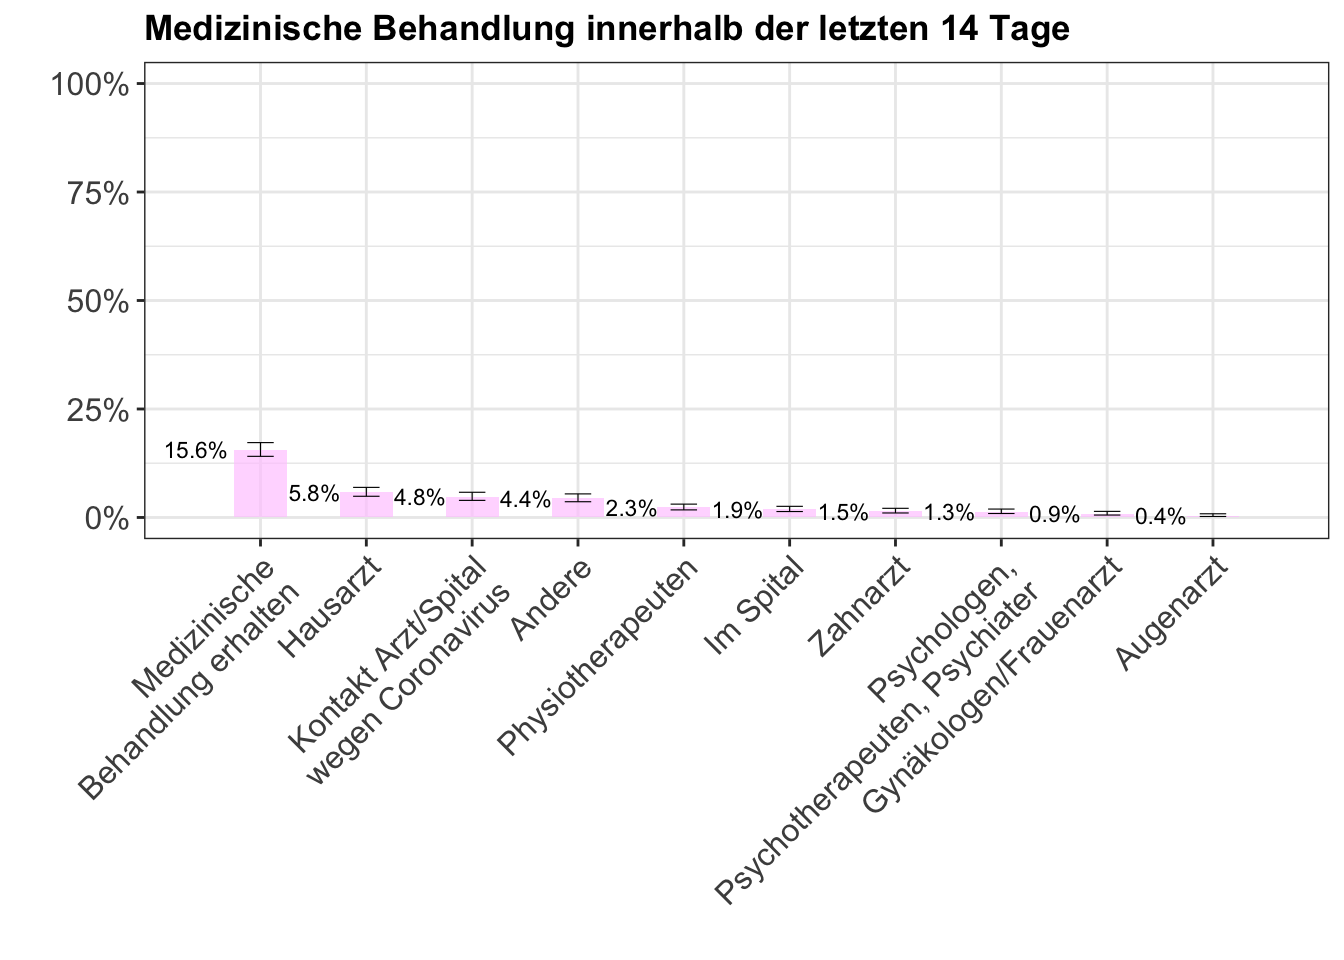 Medizinische Behandlung innerhalb der letzten 14 Tage
100%
75%
50%
25%
0%
15.6%
5.8%
4.8%
4.4%
2.3%
1.9%
1.5%
1.3%
0.9%
0.4%
Medizinische
Behandlung erhalten
Hausarzt
Kontakt Arzt/Spital
wegen Coronavirus
Andere
Physiotherapeuten
Im Spital
Zahnarzt
Psychologen,
Psychotherapeuten, Psychiater
Gynäkologen/Frauenarzt
Augenarzt